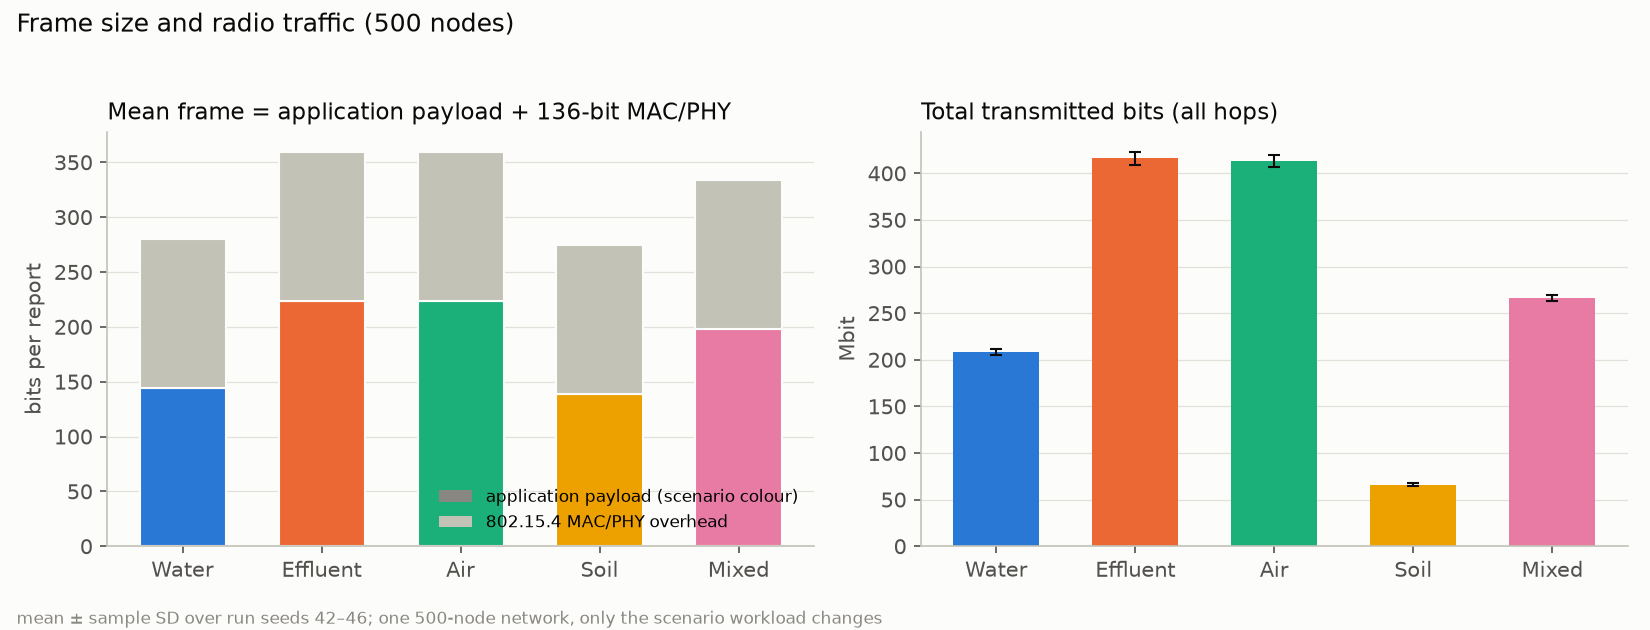 Frame size and radio traffic (500 nodes)
Mean frame = application payload + 136-bit MAC/PHY
bits per report
350
300
250
200
150
100
50
0
application payload (scenario colour)
802.15.4 MAC/PHY overhead
Water Effluent Air Soil Mixed
Total transmitted bits (all hops)
Mbit
400
350
300
250
200
150
100
50
0
Water Effluent Air Soil Mixed
mean ± sample SD over run seeds 42–46; one 500-node network, only the scenario workload changes